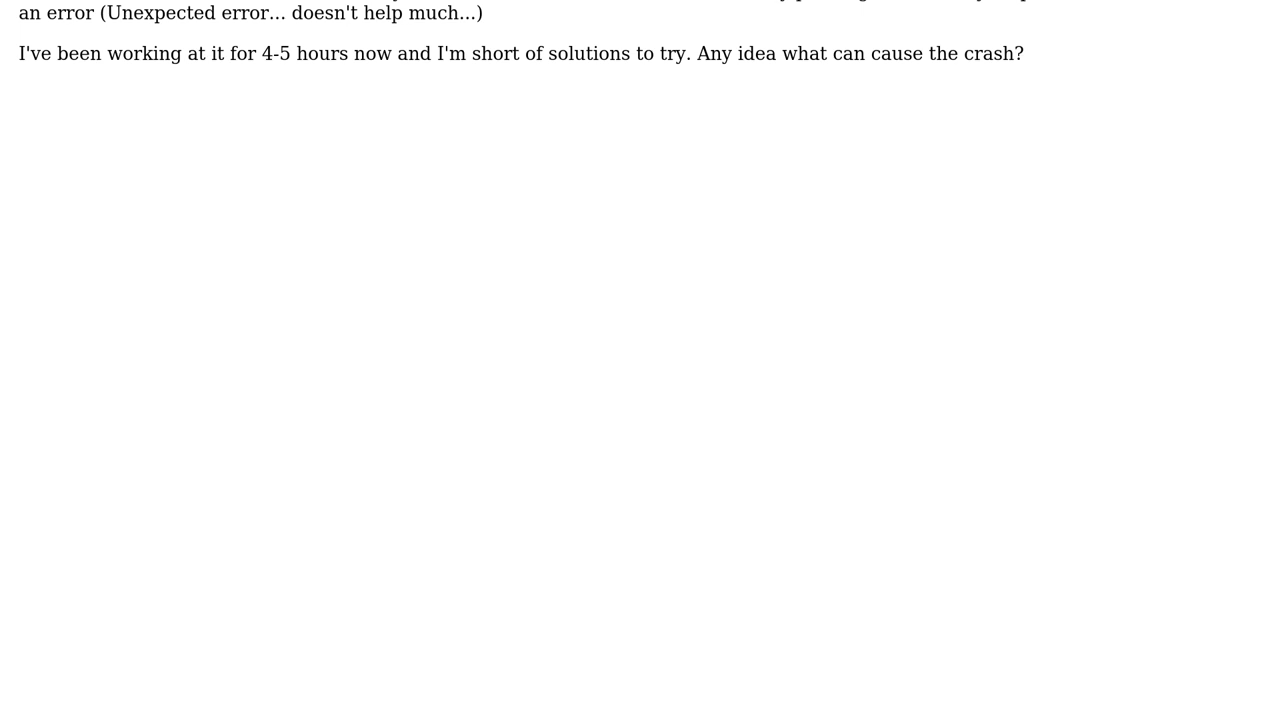 an error (Unexpected error... doesn't help much...)
I've been working at it for 4-5 hours now and I'm short of solutions to try. Any idea what can cause the crash?